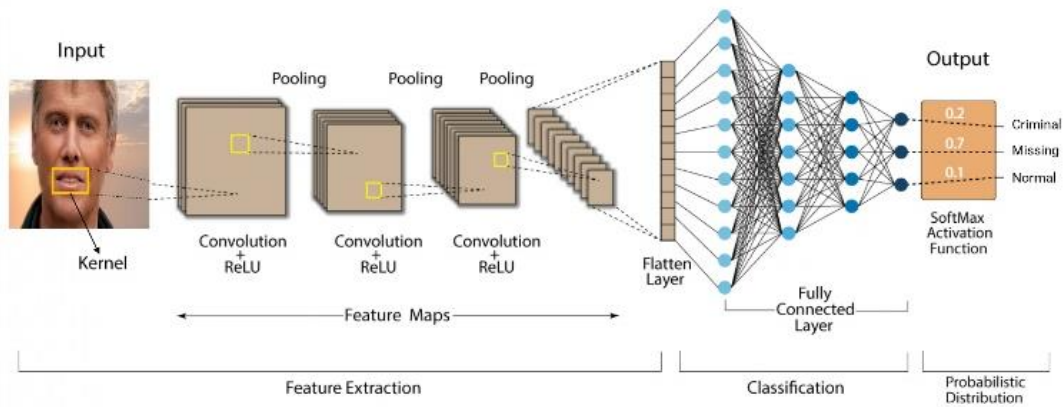 Input
Kernel
Pooling
Pooling
Pooling
Convolution
+
ReLU
Convolution
+
ReLU
Convolution
+
ReLU
Feature Maps
Flatten
Layer
Fully
Connected
Layer
Output
0.2
0.7
0.1
Criminal
Missing
Normal
SoftMax
Activation
Function
Feature Extraction
Classification
Probabilistic
Distribution